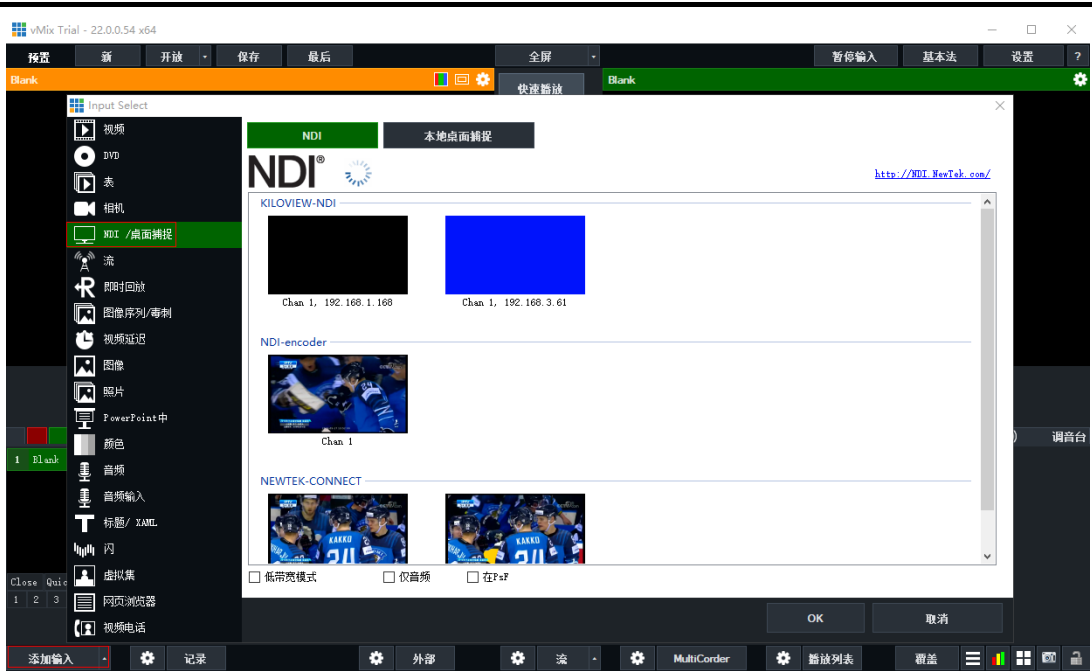 vMix Trial - 22.0.0.54 x64
预置 新 开放 保存 最后 全屏 暂停输入 基本法 设置 ?
Blank 快速播放 Blank
Input Select
视频
DVD
表
相机
NDI /桌面捕捉
流
即时回放
图像序列/毒刺
视频延迟
图像
照片
PowerPoint中
颜色
音频
音频输入
标题/ XAML
闪
虚拟集
网页浏览器
视频电话
NDI 本地桌面捕捉
NDI®
http://NDI.NewTek.com/
KILOVIEW-NDI
Chan 1, 192.168.1.168 Chan 1, 192.168.3.61
NDI-encoder
Chan 1
NEWTEK-CONNECT
KAKKO KAKKO
24 24
低带宽模式 仅音频 在PsF
OK 取消
调音台
1 Blank
Close Quic
1 2 3
添加输入 记录 外部 流 MultiCorder 播放列表 覆盖